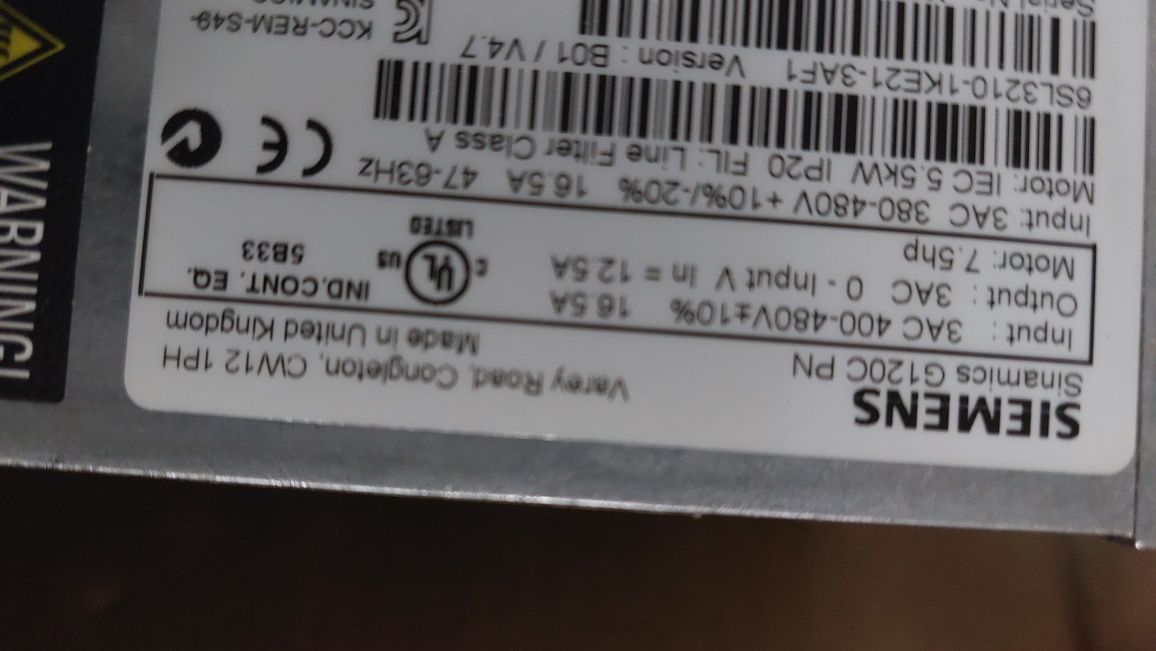 SIEMENS
Sinamics G120C PN
Varey Road, Congleton, CW12 1PH
Made in United Kingdom
Input : 3AC 400-480V±10% 16.5A
Output : 3AC 0 - Input V In = 12.5A
Motor: 7.5hp
IND.CONT. EQ.
5B33
C UL US
LISTED
Input: 3AC 380-480V +10%/-20% 16.5A 47-63Hz
Motor: IEC 5.5kW IP20 FIL: Line Filter Class A
CE
6SL3210-1KE21-3AF1 Version : B01 / V4.7
KCC-REM-S49-
WARNING!